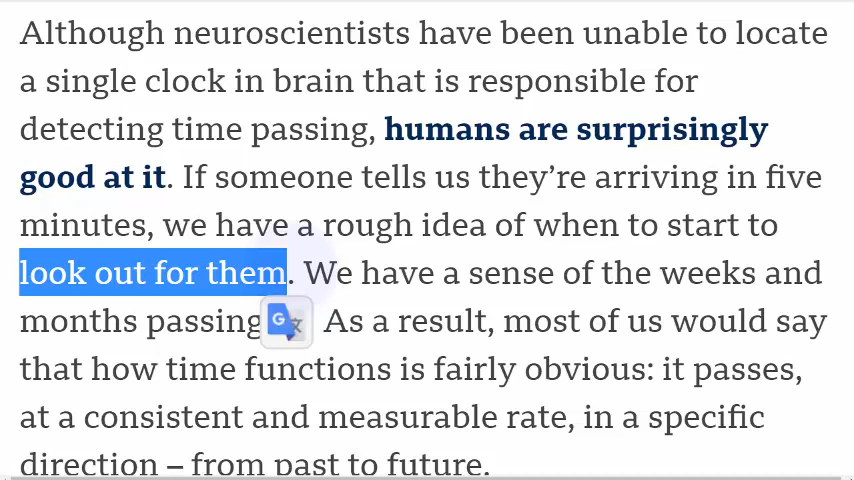 Although neuroscientists have been unable to locate
a single clock in brain that is responsible for
detecting time passing, humans are surprisingly
good at it. If someone tells us they’re arriving in five
minutes, we have a rough idea of when to start to
look out for them. We have a sense of the weeks and
months passing As a result, most of us would say
that how time functions is fairly obvious: it passes,
at a consistent and measurable rate, in a specific
direction – from past to future.